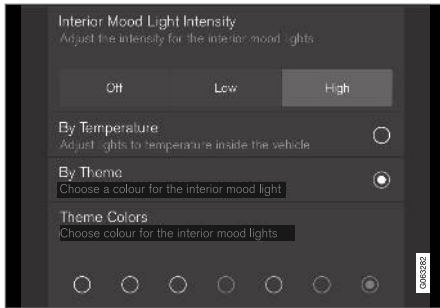 Interior Mood Light Intensity
Adjust the intensity for the interior mood lights
Off
Low
High
By Temperature
Adjust lights to temperature inside the vehicle
By Theme
Choose a colour for the interior mood light
Theme Colors
Choose colour for the interior mood lights
G063282